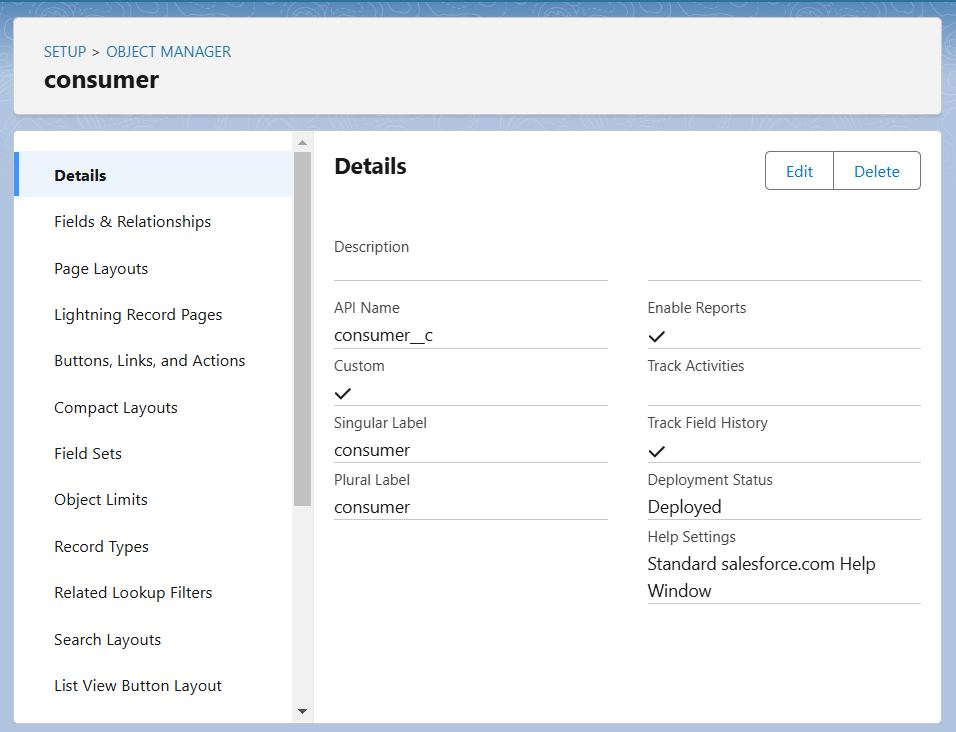 SETUP > OBJECT MANAGER
consumer
Details
Fields & Relationships
Page Layouts
Lightning Record Pages
Buttons, Links, and Actions
Compact Layouts
Field Sets
Object Limits
Record Types
Related Lookup Filters
Search Layouts
List View Button Layout
Details
Edit
Delete
Description
API Name
consumer__c
Custom
Singular Label
consumer
Plural Label
consumer
Enable Reports
Track Activities
Track Field History
Deployment Status
Deployed
Help Settings
Standard salesforce.com Help
Window